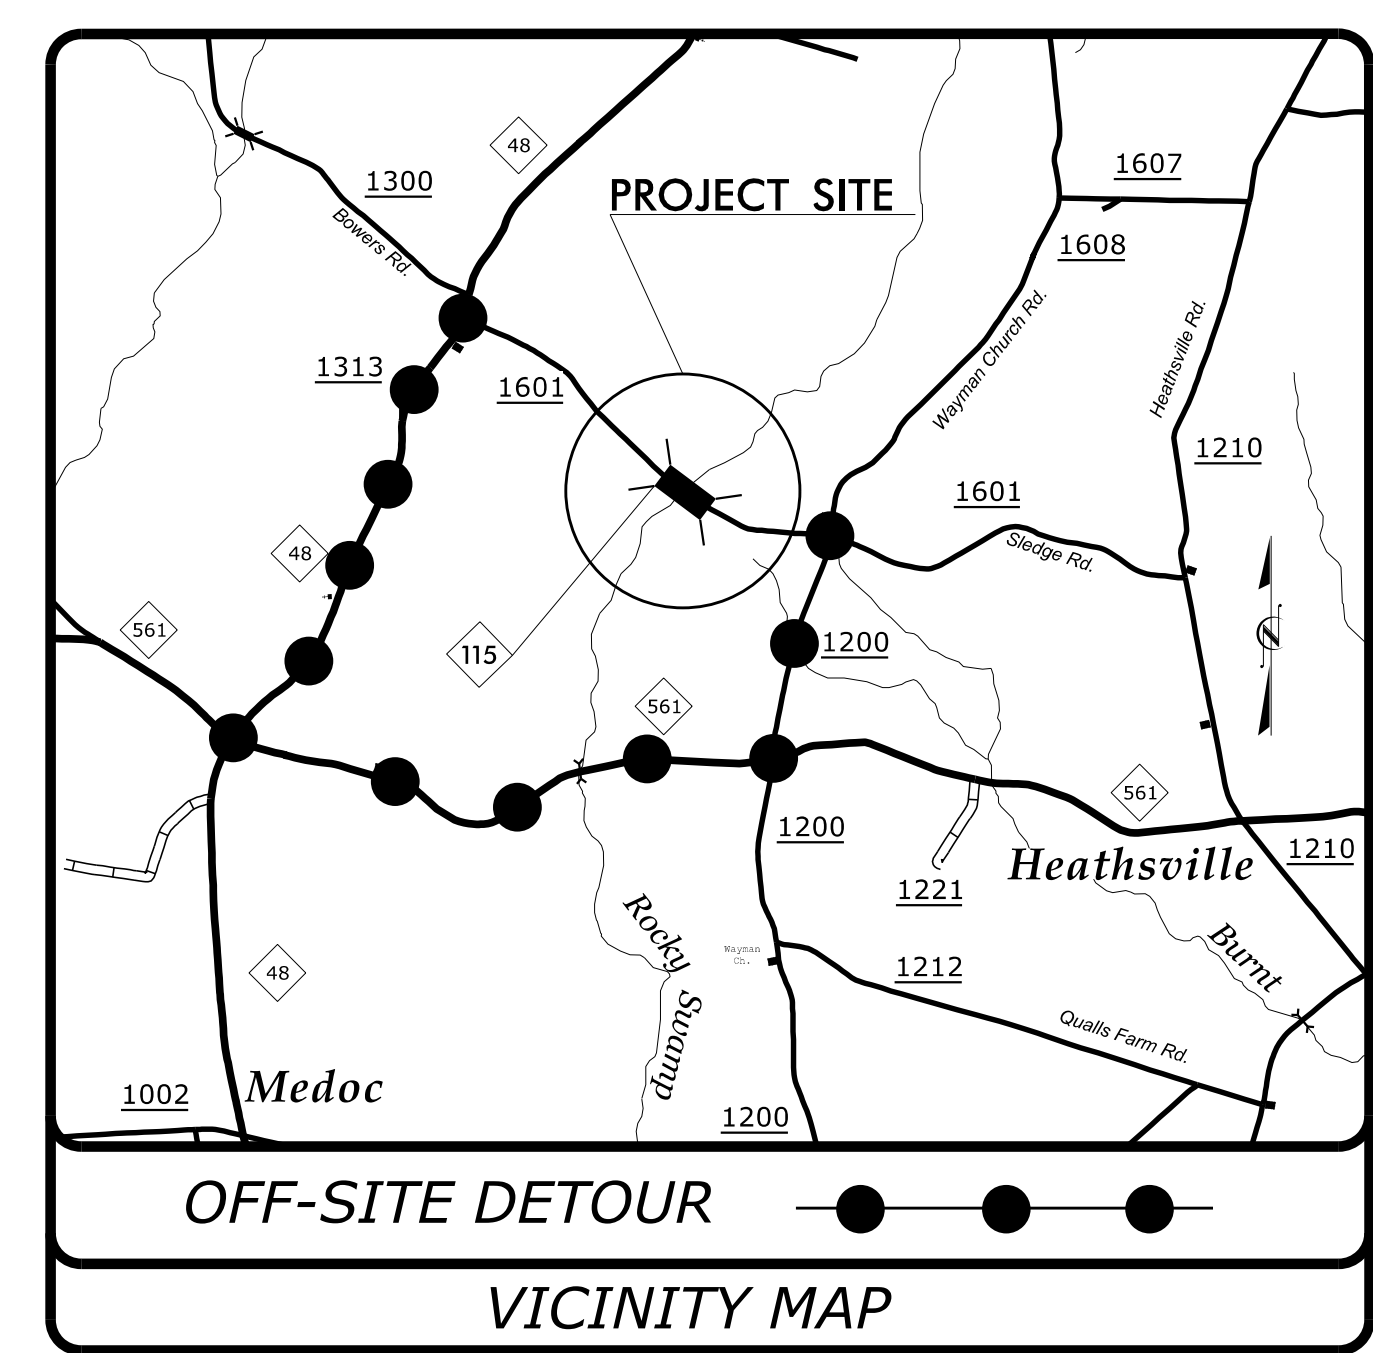 48
1300
PROJECT SITE
1607
Bowers Rd.
1608
Wayman Church Rd.
Heathsville Rd.
1313
1601
1210
1601
Sledge Rd.
48
N
561
115
1200
561
561
1200
Heathsville
1210
1221
Rocky
Swamp
Burnt
Wayman
Ch.
1212
48
Qualls Farm Rd.
Medoc
1002
1200
OFF-SITE DETOUR
VICINITY MAP